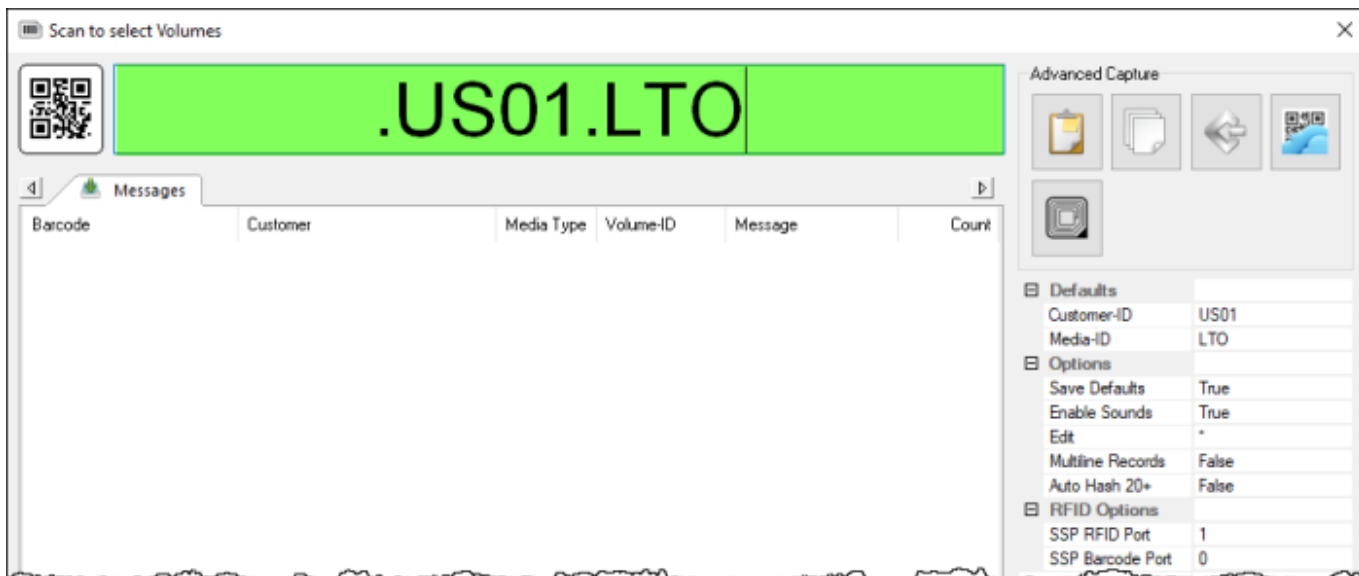 Scan to select Volumes
.US01.LTO
Advanced Capture
Messages
Barcode Customer Media Type Volume-ID Message Count
Defaults
Customer-ID US01
Media-ID LTO
Options
Save Defaults True
Enable Sounds True
Edit *
Multiline Records False
Auto Hash 20+ False
RFID Options
SSP RFID Port 1
SSP Barcode Port 0